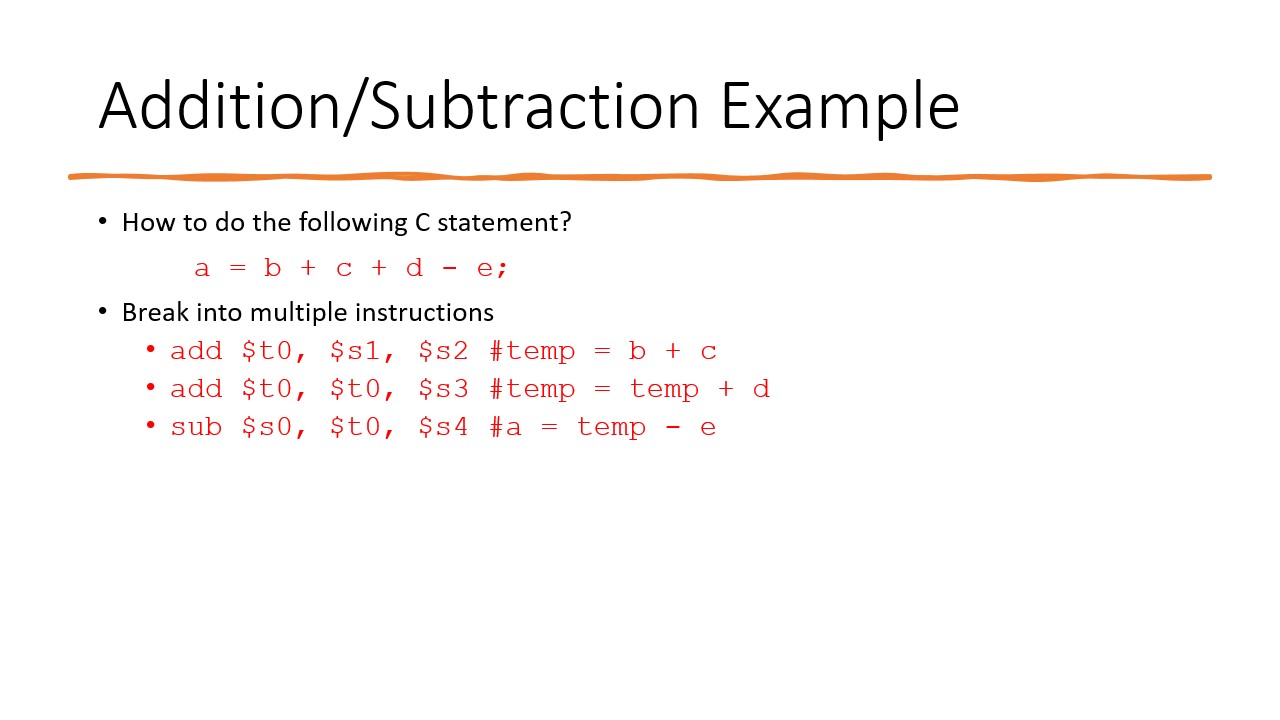 Addition/Subtraction Example
• How to do the following C statement?
a = b + c + d - e;
• Break into multiple instructions
• add $t0, $s1, $s2 #temp = b + c
• add $t0, $t0, $s3 #temp = temp + d
• sub $s0, $t0, $s4 #a = temp - e